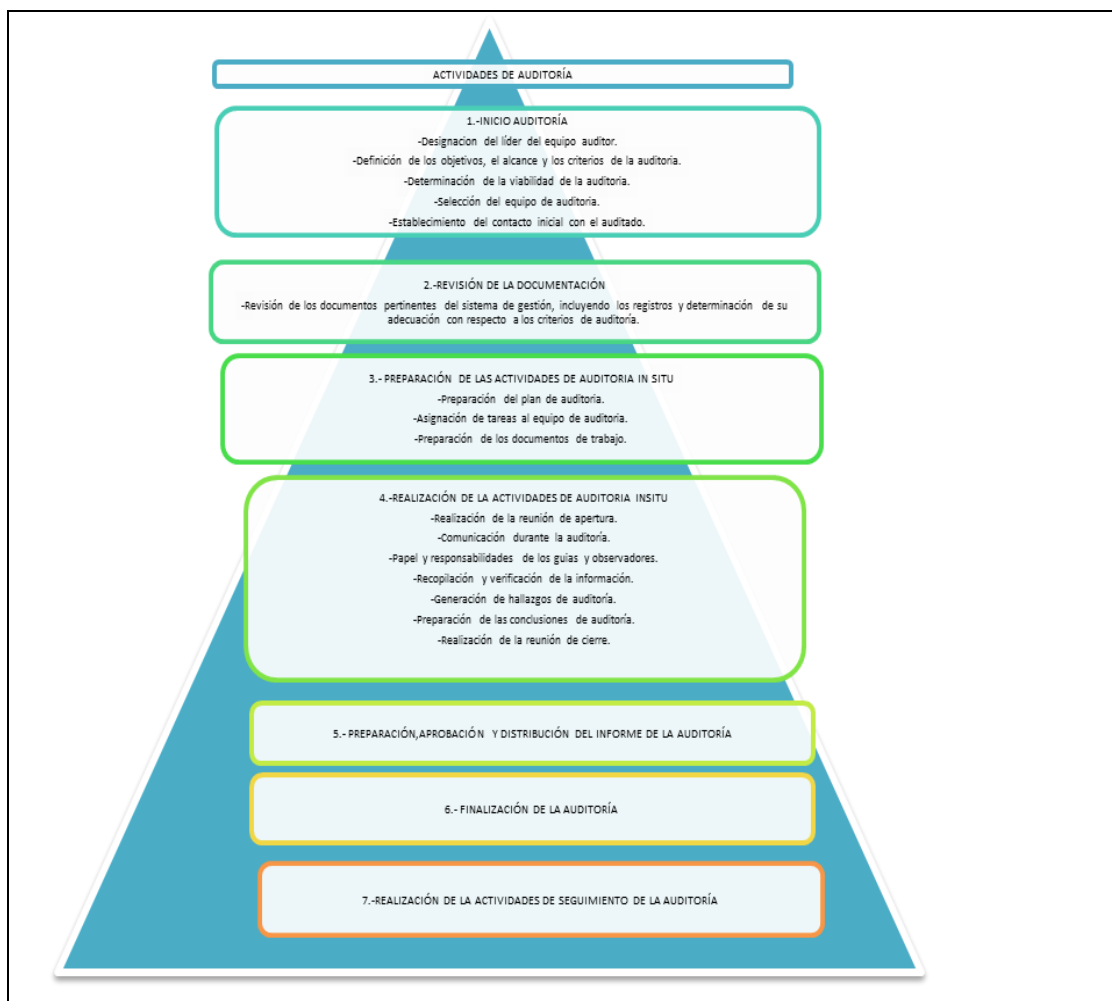 ACTIVIDADES DE AUDITORÍA
1.-INICIO AUDITORÍA
-Designacion del líder del equipo auditor.
-Definición de los objetivos, el alcance y los criterios de la auditoria.
-Determinación de la viabilidad de la auditoria.
-Selección del equipo de auditoria.
-Establecimiento del contacto inicial con el auditado.
2.-REVISIÓN DE LA DOCUMENTACIÓN
-Revisión de los documentos pertinentes del sistema de gestión, incluyendo los registros y determinación de su
adecuación con respecto a los criterios de auditoría.
3.- PREPARACIÓN DE LAS ACTIVIDADES DE AUDITORIA IN SITU
-Preparación del plan de auditoria.
-Asignación de tareas al equipo de auditoria.
-Preparación de los documentos de trabajo.
4.-REALIZACIÓN DE LA ACTIVIDADES DE AUDITORIA INSITU
-Realización de la reunión de apertura.
-Comunicación durante la auditoría.
-Papel y responsabilidades de los guias y observadores.
-Recopilación y verificación de la información.
-Generación de hallazgos de auditoría.
-Preparación de las conclusiones de auditoría.
-Realización de la reunión de cierre.
5.- PREPARACIÓN,APROBACIÓN Y DISTRIBUCIÓN DEL INFORME DE LA AUDITORÍA
6.- FINALIZACIÓN DE LA AUDITORÍA
7.-REALIZACIÓN DE LA ACTIVIDADES DE SEGUIMIENTO DE LA AUDITORÍA